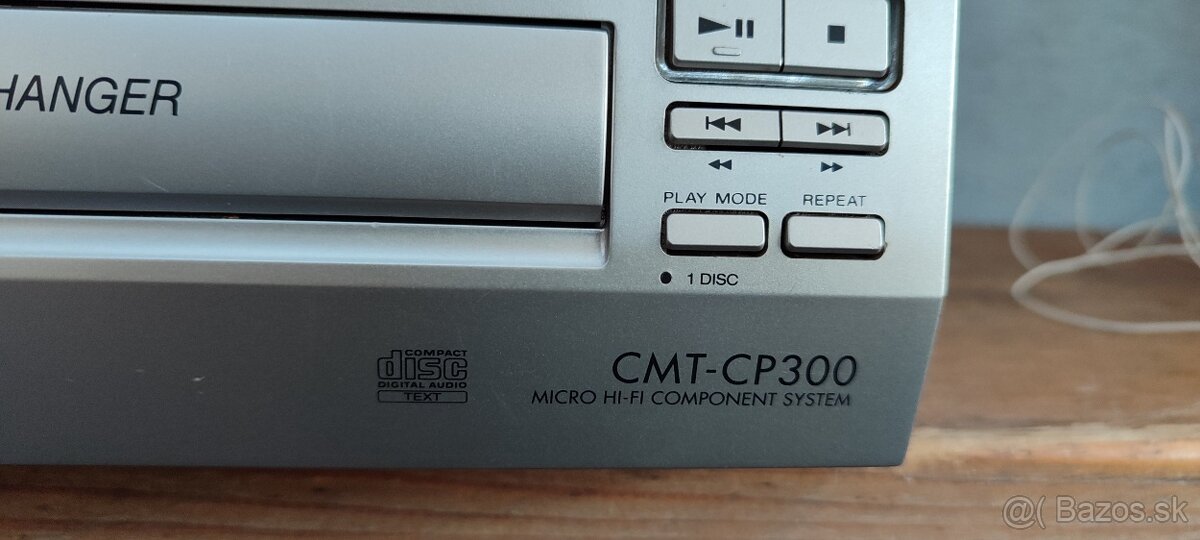 HANGER
PLAY MODE
REPEAT
1 DISC
COMPACT
disc
DIGITAL AUDIO
TEXT
CMT-CP300
MICRO HI-FI COMPONENT SYSTEM
@( Bazos.sk